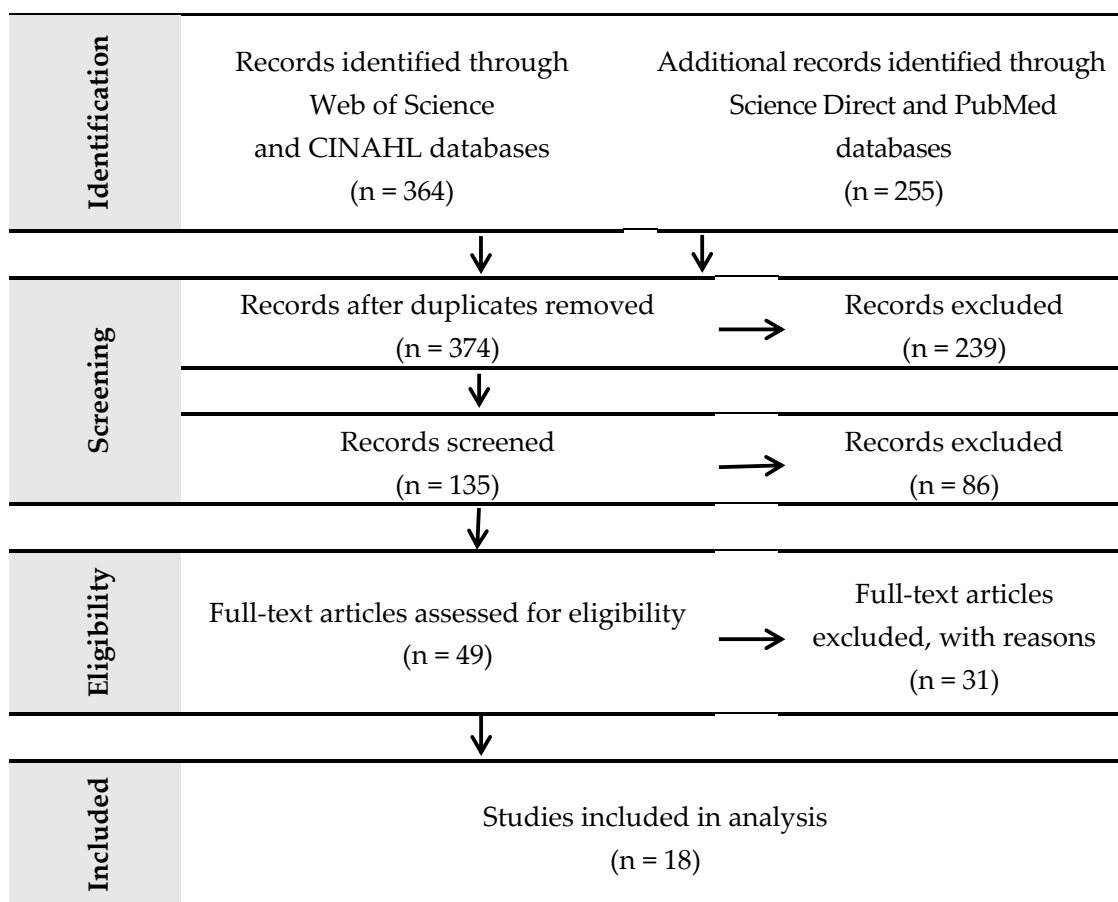 Identification
Records identified through
Web of Science
and CINAHL databases
(n = 364)
Additional records identified through
Science Direct and PubMed
databases
(n = 255)
Screening
Records after duplicates removed
(n = 374)
Records excluded
(n = 239)
Records screened
(n = 135)
Records excluded
(n = 86)
Eligibility
Full-text articles assessed for eligibility
(n = 49)
Full-text articles
excluded, with reasons
(n = 31)
Included
Studies included in analysis
(n = 18)